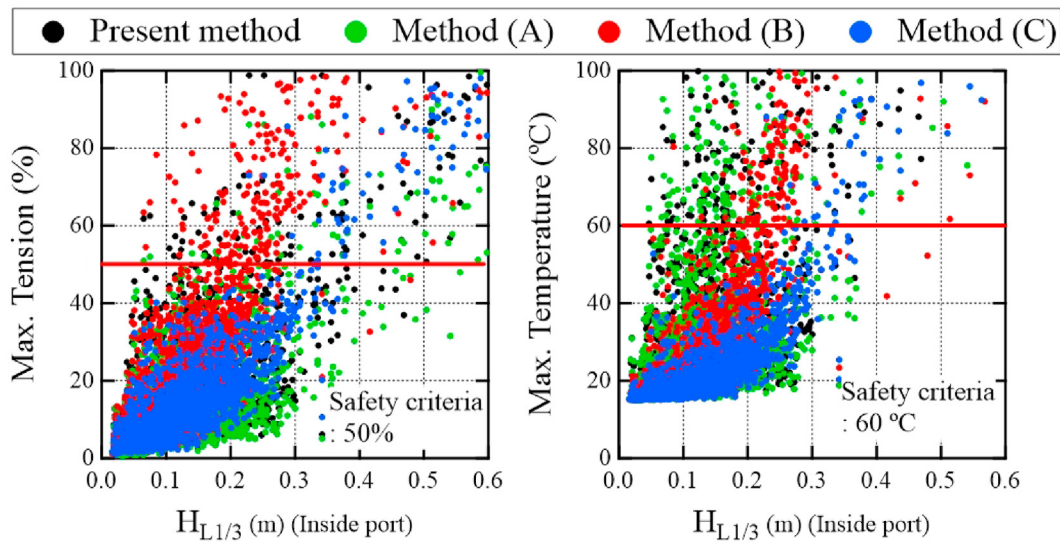 Present method Method (A) Method (B) Method (C)
Max. Tension (%)
100
80
60
40
20
0
0.0 0.1 0.2 0.3 0.4 0.5 0.6
Safety criteria
: 50%
H_L1/3 (m) (Inside port)
Max. Temperature (ºC)
100
80
60
40
20
0
0.0 0.1 0.2 0.3 0.4 0.5 0.6
Safety criteria
: 60 ºC
H_L1/3 (m) (Inside port)